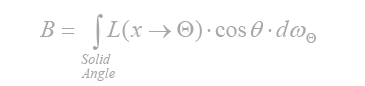 B = ∫ L(x → Θ) · cos θ · dω_Θ
Solid
Angle